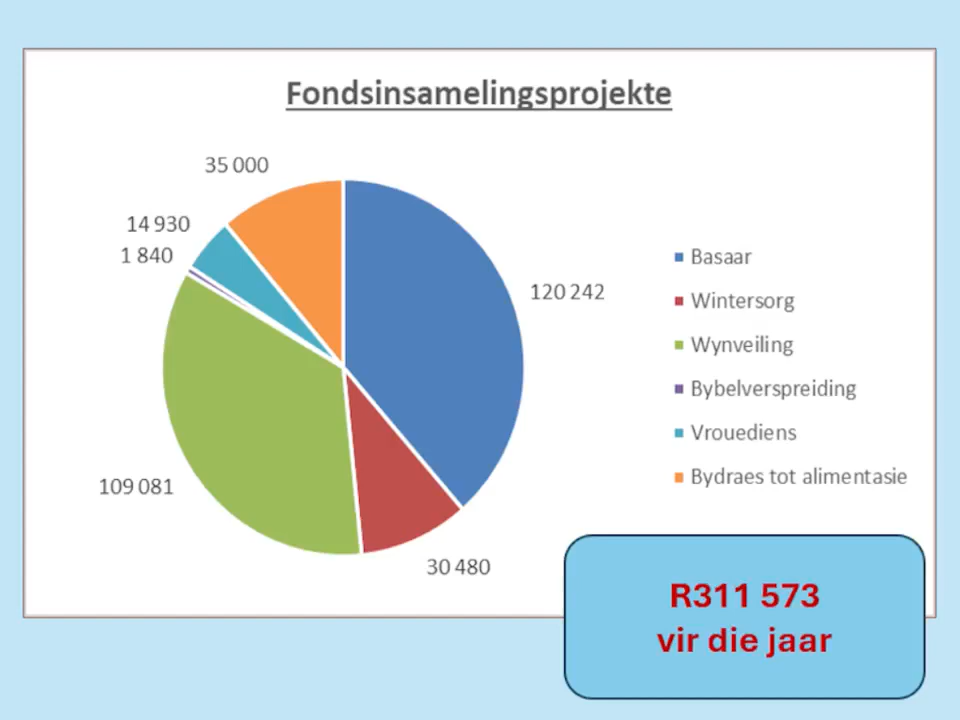 Fondsinsamelingsprojekte
35 000
14 930
1 840
120 242
109 081
30 480
Basaar
Wintersorg
Wynveiling
Bybelverspreiding
Vrouediens
Bydraes tot alimentasie
R311 573
vir die jaar